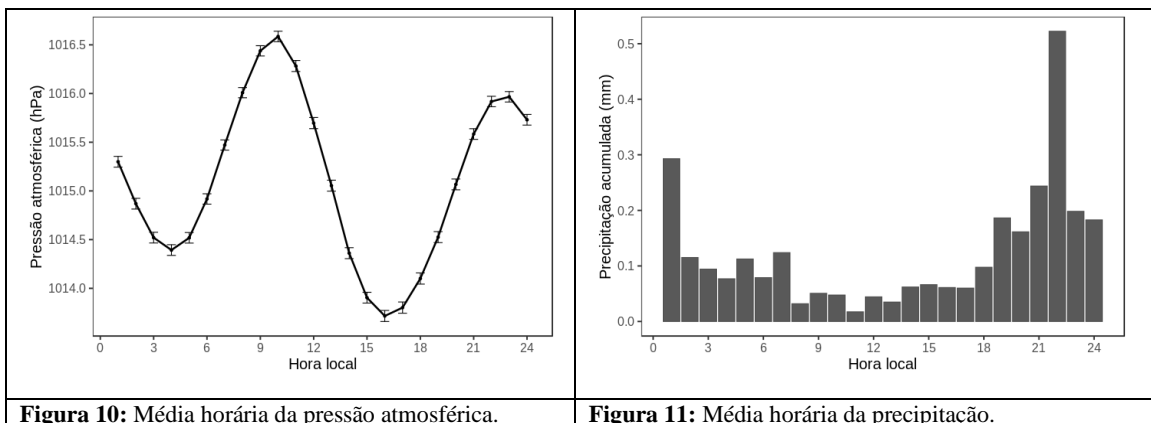 Pressão atmosférica (hPa)
1016.5
1016.0
1015.5
1015.0
1014.5
1014.0
0 3 6 9 12 15 18 21 24
Hora local
Precipitação acumulada (mm)
0.5
0.4
0.3
0.2
0.1
0.0
0 3 6 9 12 15 18 21 24
Hora local
Figura 10: Média horária da pressão atmosférica.
Figura 11: Média horária da precipitação.